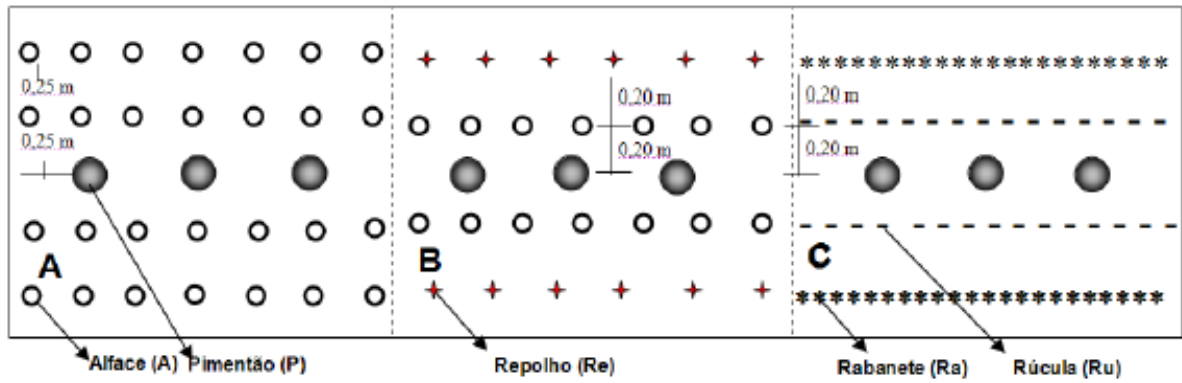 0,25 m
0,25 m
A
0,20 m
0,20 m
B
0,20 m
0,20 m
C
Alface (A) Pimentão (P)
Repolho (Re)
Rabanete (Ra)
Rúcula (Ru)